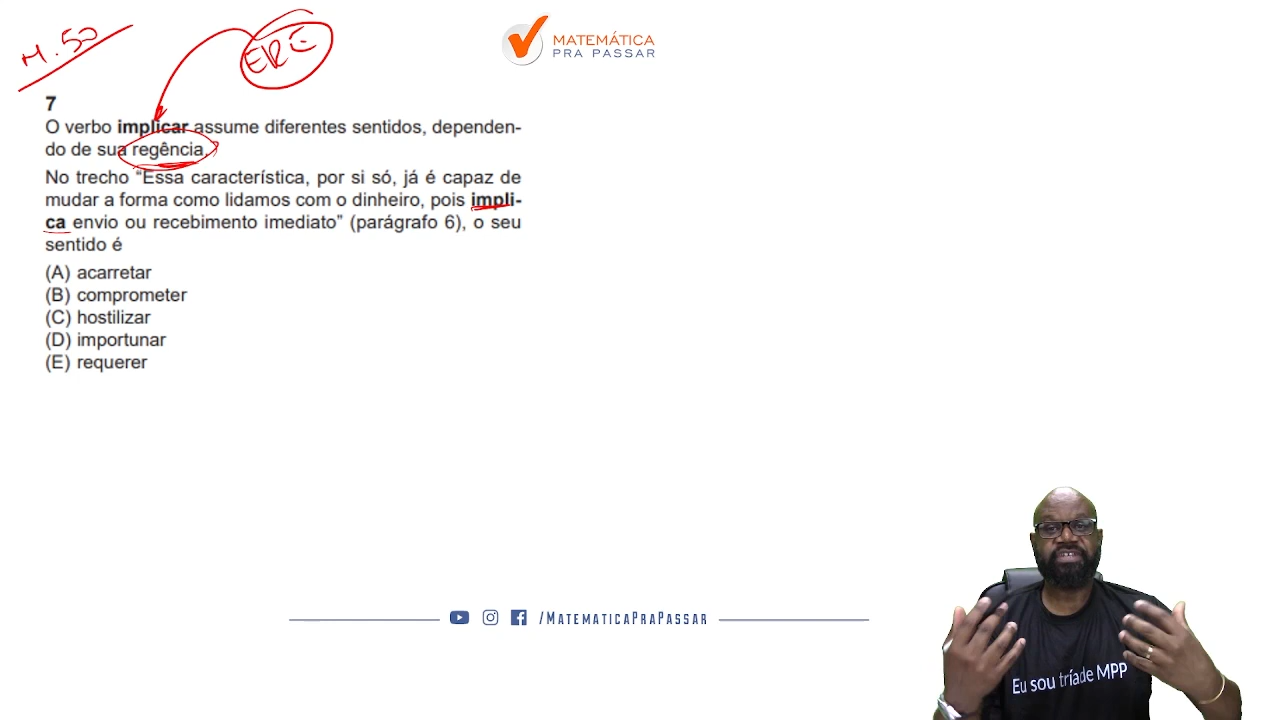 M.50
ERE
MATEMÁTICA
PRA PASSAR
7
O verbo implicar assume diferentes sentidos, dependen-
do de sua regência.
No trecho “Essa característica, por si só, já é capaz de
mudar a forma como lidamos com o dinheiro, pois impli-
ca envio ou recebimento imediato” (parágrafo 6), o seu
sentido é
(A) acarretar
(B) comprometer
(C) hostilizar
(D) importunar
(E) requerer
/MATEMATICAPRAPASSAR
Eu sou tríade MPP